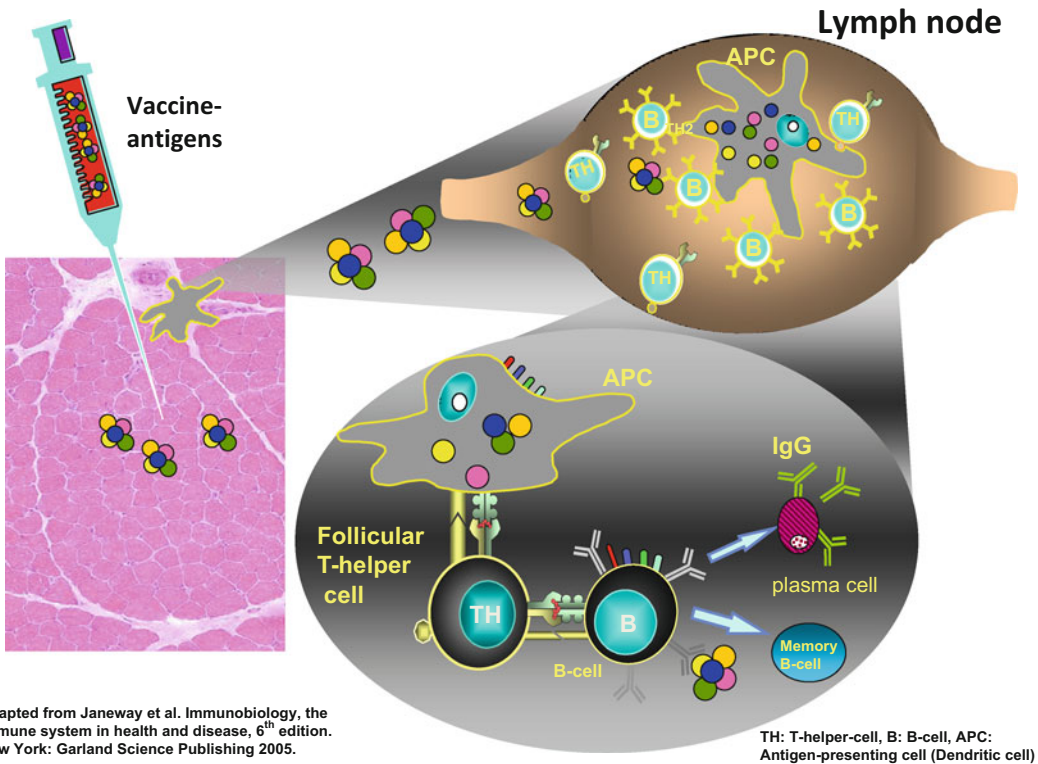 Lymph node
Vaccine-
antigens
APC
B
TH2
TH
TH
B
B
B
TH
APC
IgG
Follicular
T-helper
cell
plasma cell
TH
B
B-cell
Memory
B-cell
apted from Janeway et al. Immunobiology, the
mune system in health and disease, 6th edition.
w York: Garland Science Publishing 2005.
TH: T-helper-cell, B: B-cell, APC:
Antigen-presenting cell (Dendritic cell)